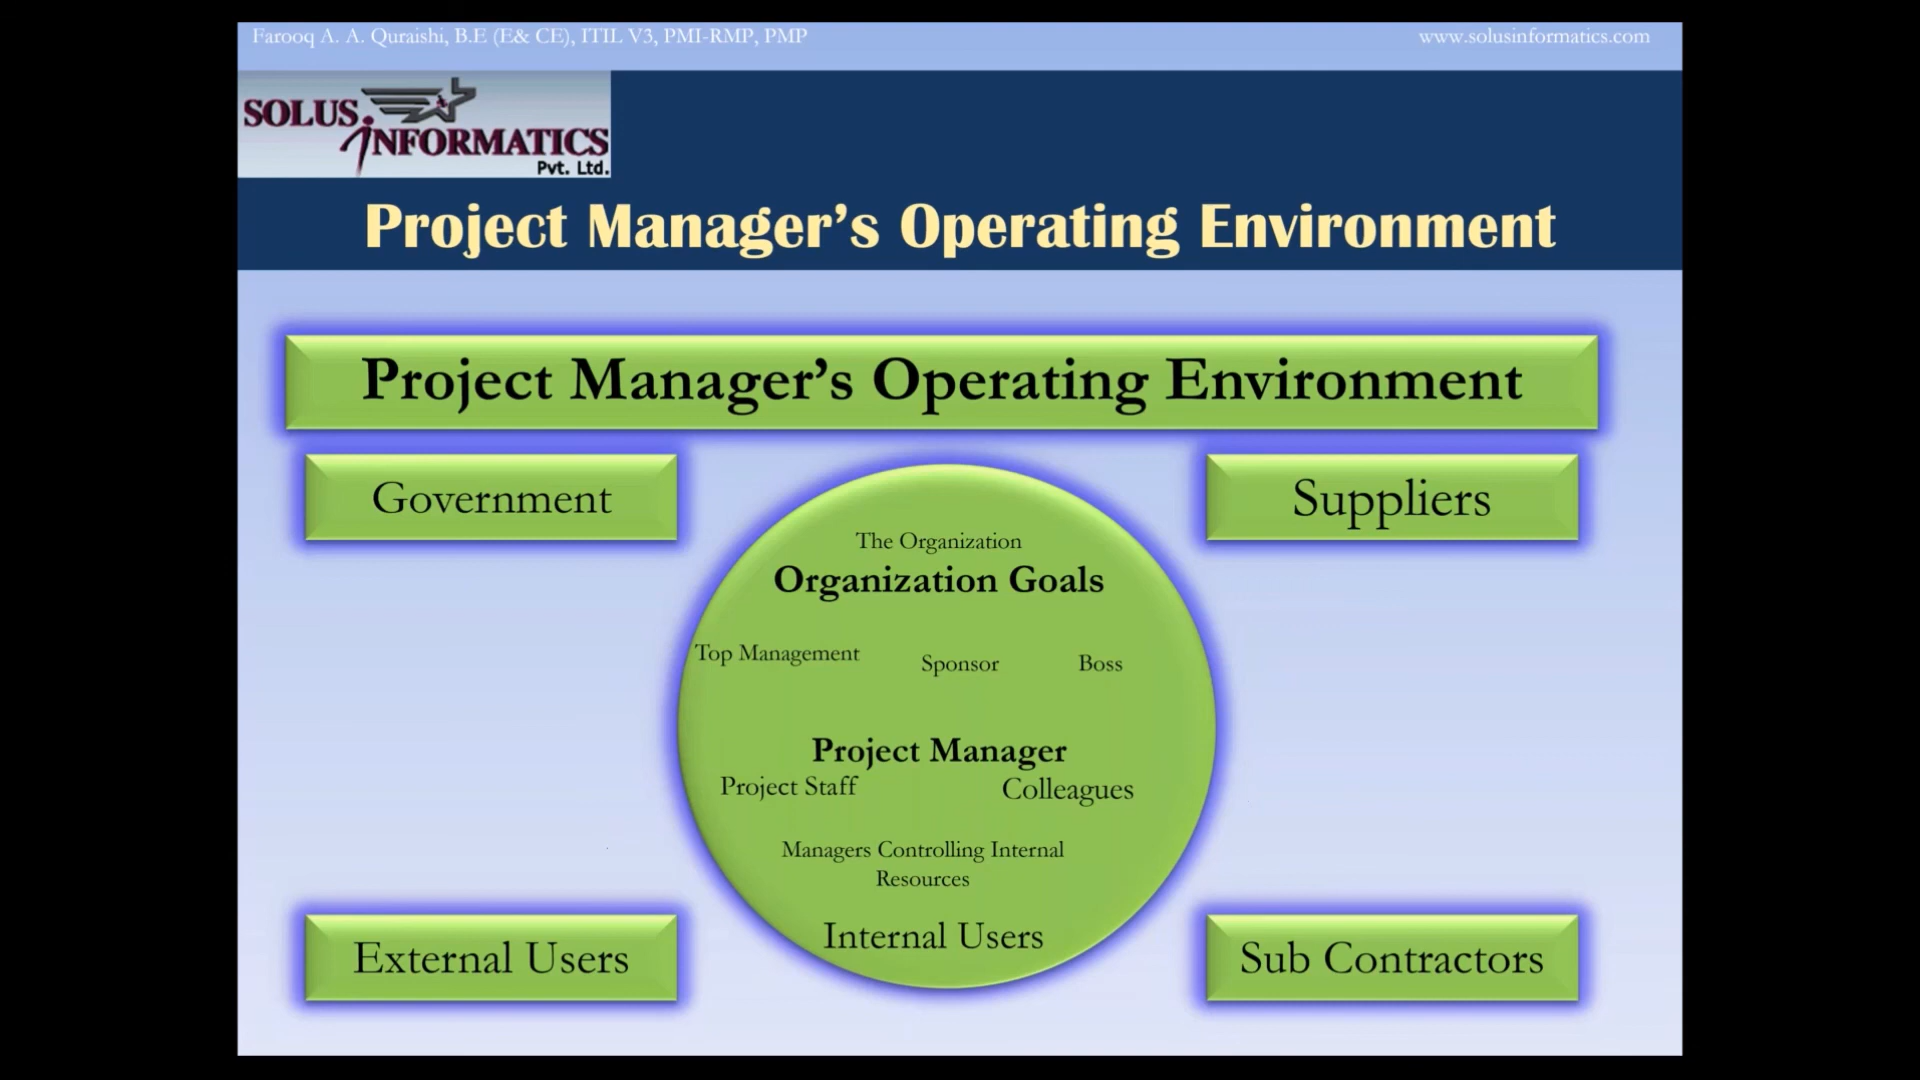 Farooq A. A. Quraishi, B.E (E& CE), ITIL V3, PMI-RMP, PMP
www.solusinformatics.com
SOLUS
INFORMATICS
Pvt. Ltd.
Project Manager’s Operating Environment
Project Manager’s Operating Environment
Government
Suppliers
The Organization
Organization Goals
Top Management
Sponsor
Boss
Project Manager
Project Staff
Colleagues
Managers Controlling Internal
Resources
Internal Users
External Users
Sub Contractors